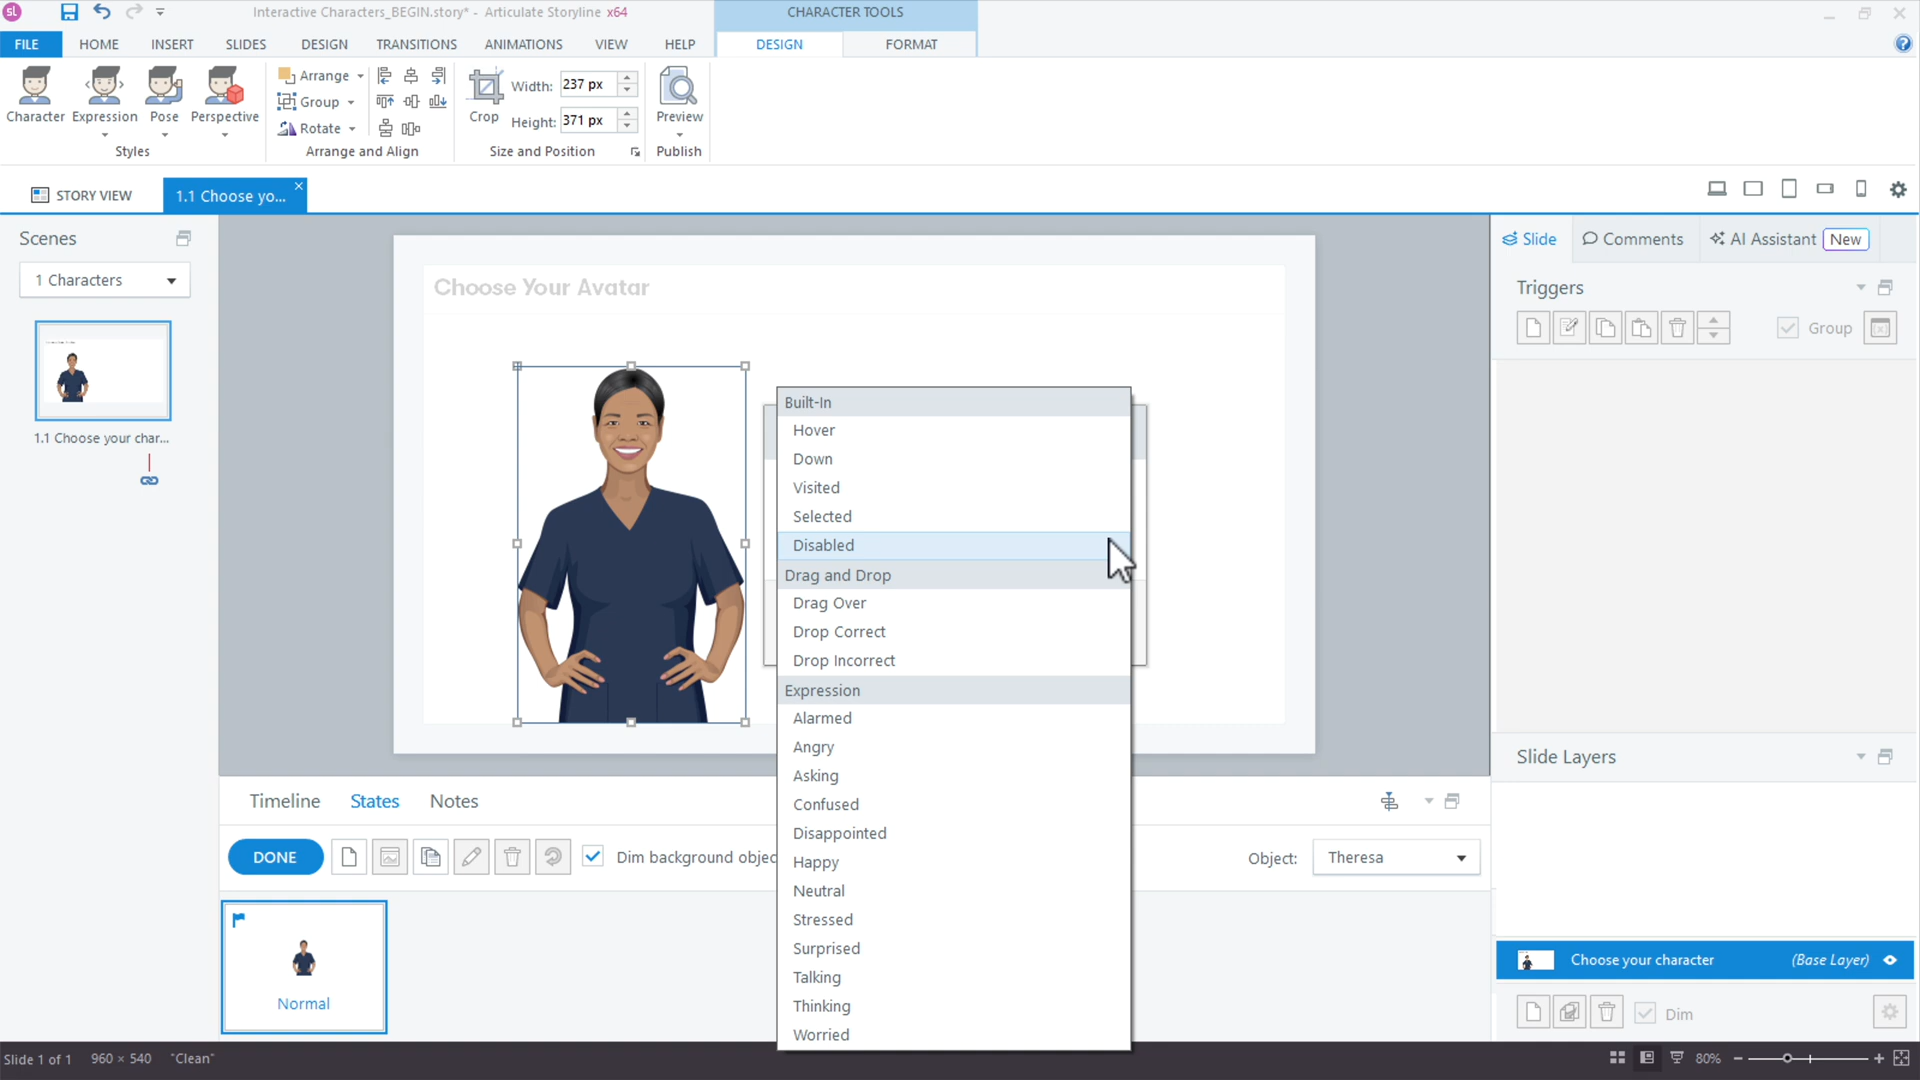 sl
Interactive Characters_BEGIN.story* - Articulate Storyline x64
CHARACTER TOOLS
FILE HOME INSERT SLIDES DESIGN TRANSITIONS ANIMATIONS VIEW HELP DESIGN FORMAT
Character
Expression
Pose
Perspective
Styles
Arrange
Group
Rotate
Arrange and Align
Crop
Width: 237 px
Height: 371 px
Size and Position
Preview
Publish
STORY VIEW
1.1 Choose yo...
Scenes
1 Characters
1.1 Choose your char...
Choose Your Avatar
Built-In
Hover
Down
Visited
Selected
Disabled
Drag and Drop
Drag Over
Drop Correct
Drop Incorrect
Expression
Alarmed
Angry
Asking
Confused
Disappointed
Happy
Neutral
Stressed
Surprised
Talking
Thinking
Worried
Timeline States Notes
DONE
Dim background objec
Object: Theresa
Normal
Slide Comments AI Assistant New
Triggers
Group
Slide Layers
Choose your character (Base Layer)
Dim
Slide 1 of 1 960 × 540 "Clean"
80%